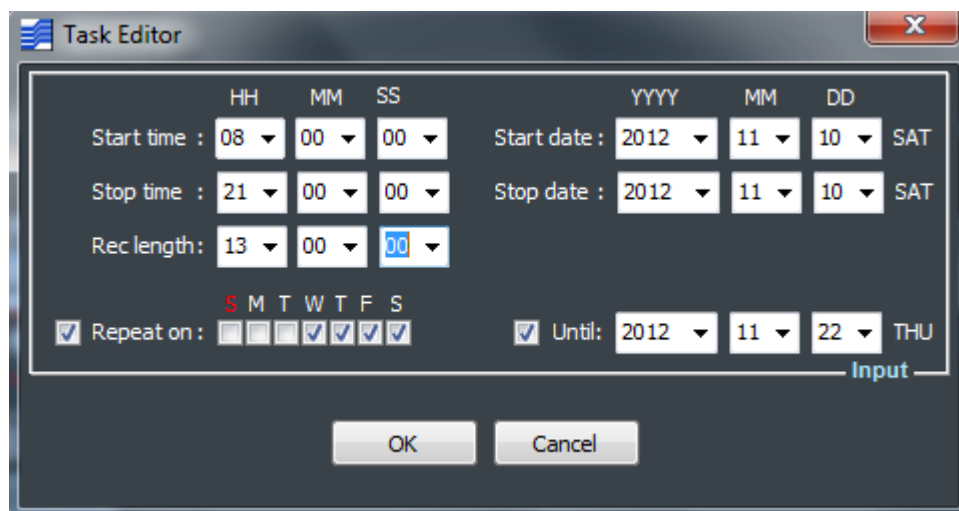 Task Editor
HH MM SS YYYY MM DD
Start time : 08 00 00 Start date : 2012 11 10 SAT
Stop time : 21 00 00 Stop date : 2012 11 10 SAT
Rec length : 13 00 00
S M T W T F S
Repeat on : Until: 2012 11 22 THU
Input
OK Cancel